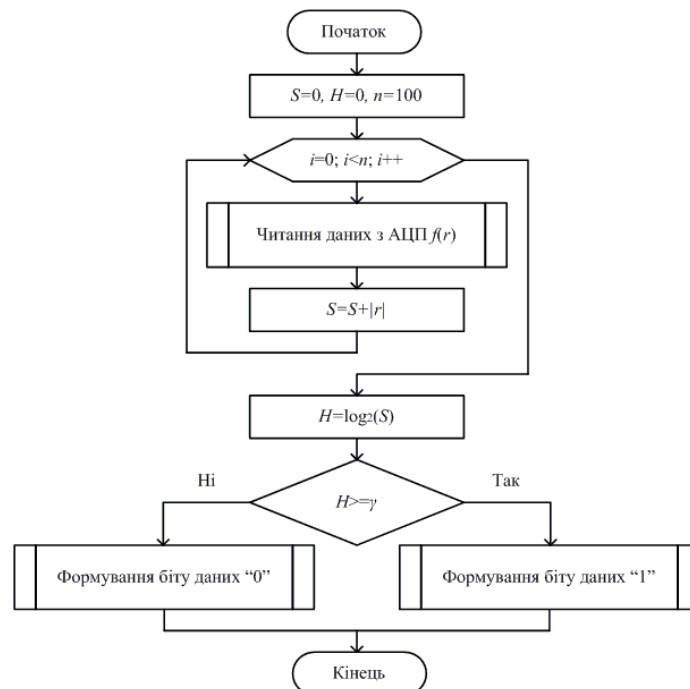 Початок
S=0, H=0, n=100
i=0; i<n; i++
Читання даних з АЦП f(r)
S=S+|r|
H=log2(S)
Ні
Так
H>=γ
Формування біту даних “0”
Формування біту даних “1”
Кінець